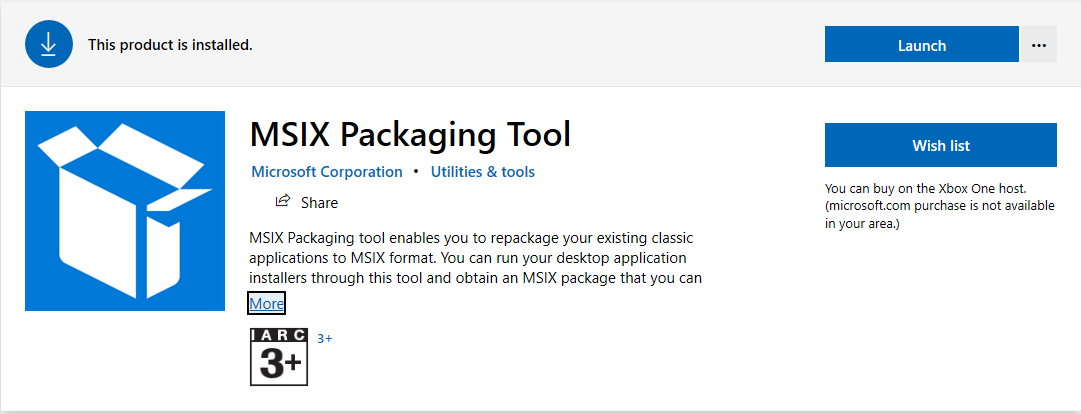 This product is installed.
Launch
...
MSIX Packaging Tool
Microsoft Corporation • Utilities & tools
Share
MSIX Packaging tool enables you to repackage your existing classic
applications to MSIX format. You can run your desktop application
installers through this tool and obtain an MSIX package that you can
More
IARC
3+
3+
Wish list
You can buy on the Xbox One host.
(microsoft.com purchase is not available
in your area.)